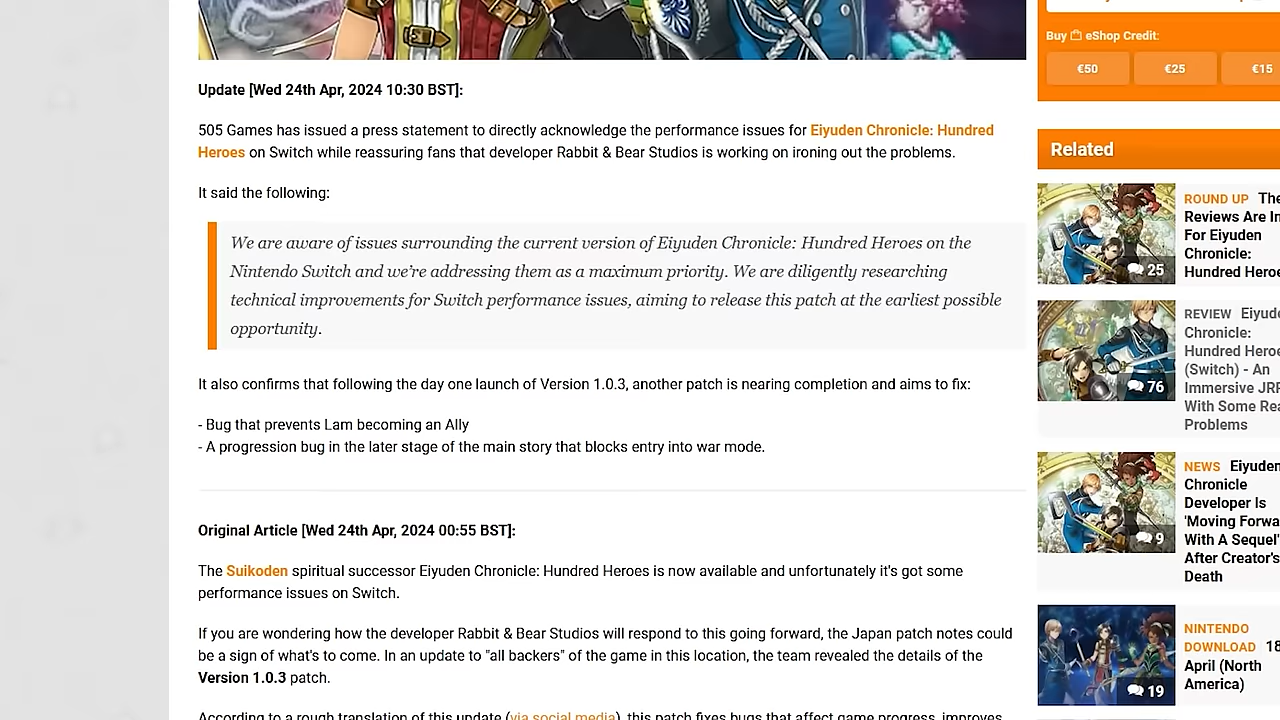 Update [Wed 24th Apr, 2024 10:30 BST]:
505 Games has issued a press statement to directly acknowledge the performance issues for Eiyuden Chronicle: Hundred
Heroes on Switch while reassuring fans that developer Rabbit & Bear Studios is working on ironing out the problems.
It said the following:
We are aware of issues surrounding the current version of Eiyuden Chronicle: Hundred Heroes on the
Nintendo Switch and we're addressing them as a maximum priority. We are diligently researching
technical improvements for Switch performance issues, aiming to release this patch at the earliest possible
opportunity.
It also confirms that following the day one launch of Version 1.0.3, another patch is nearing completion and aims to fix:
- Bug that prevents Lam becoming an Ally
- A progression bug in the later stage of the main story that blocks entry into war mode.
Original Article [Wed 24th Apr, 2024 00:55 BST]:
The Suikoden spiritual successor Eiyuden Chronicle: Hundred Heroes is now available and unfortunately it's got some
performance issues on Switch.
If you are wondering how the developer Rabbit & Bear Studios will respond to this going forward, the Japan patch notes could
be a sign of what's to come. In an update to "all backers" of the game in this location, the team revealed the details of the
Version 1.0.3 patch.
According to a rough translation of this update (via social media), this patch fixes bugs that affect game progress, improves
Buy eShop Credit:
€50 €25 €15
Related
ROUND UP The
Reviews Are In
For Eiyuden
Chronicle:
Hundred Heroe
25
REVIEW Eiyude
Chronicle:
Hundred Heroe
(Switch) - An
Immersive JRP
With Some Rea
Problems
76
NEWS Eiyuden
Chronicle
Developer Is
'Moving Forwa
With A Sequel'
After Creator's
Death
9
NINTENDO
DOWNLOAD 18
April (North
America)
19